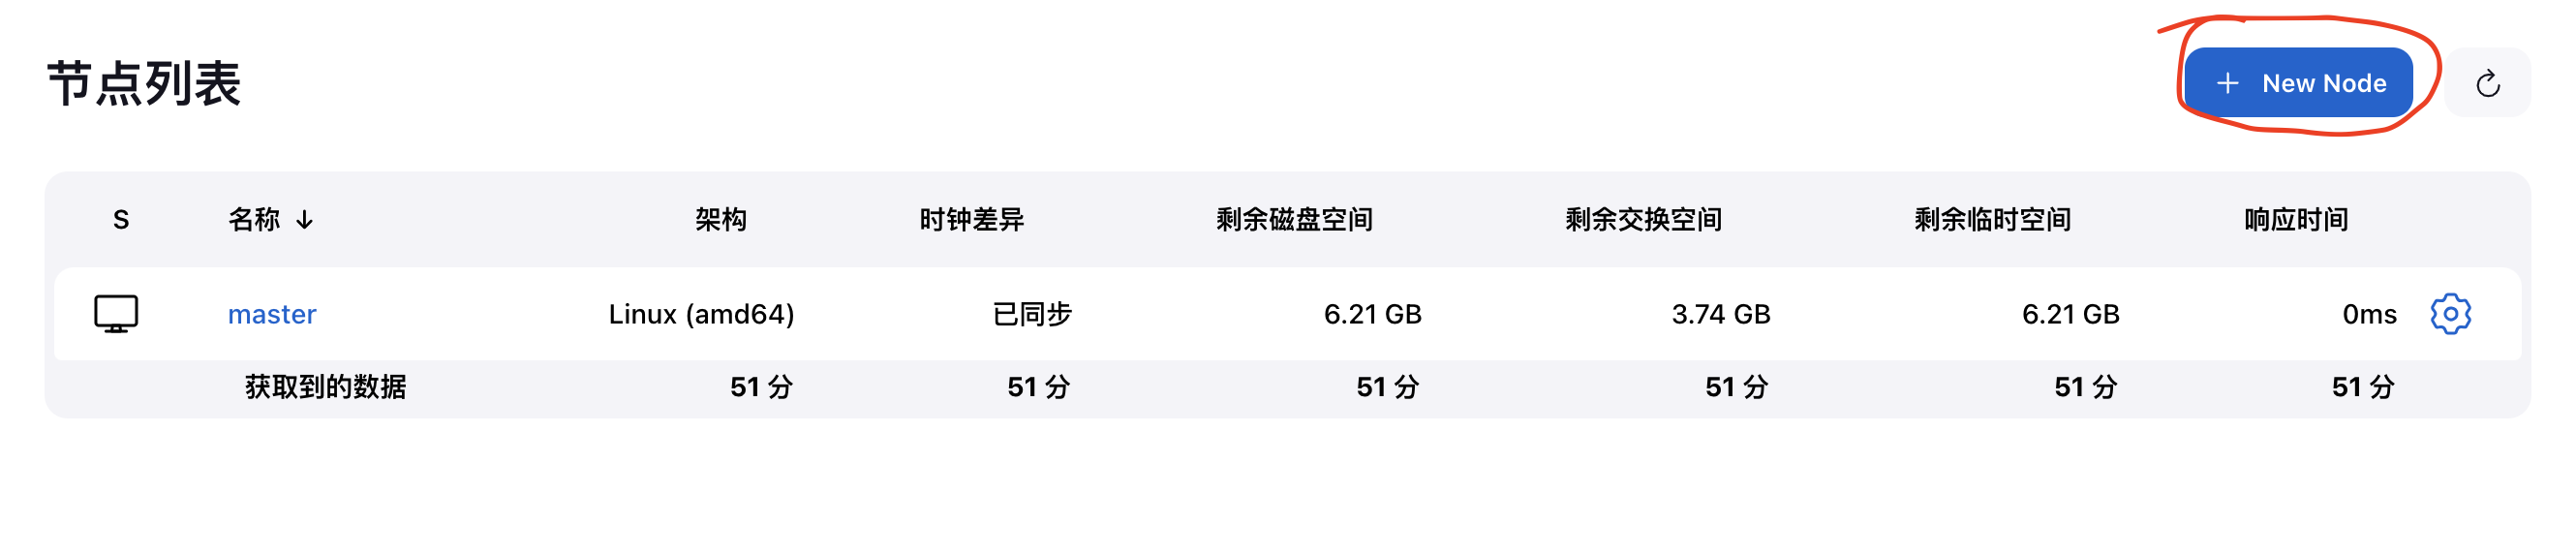 节点列表
+ New Node
S 名称 ↓ 架构 时钟差异 剩余磁盘空间 剩余交换空间 剩余临时空间 响应时间
master Linux (amd64) 已同步 6.21 GB 3.74 GB 6.21 GB 0ms
获取到的数据 51 分 51 分 51 分 51 分 51 分 51 分